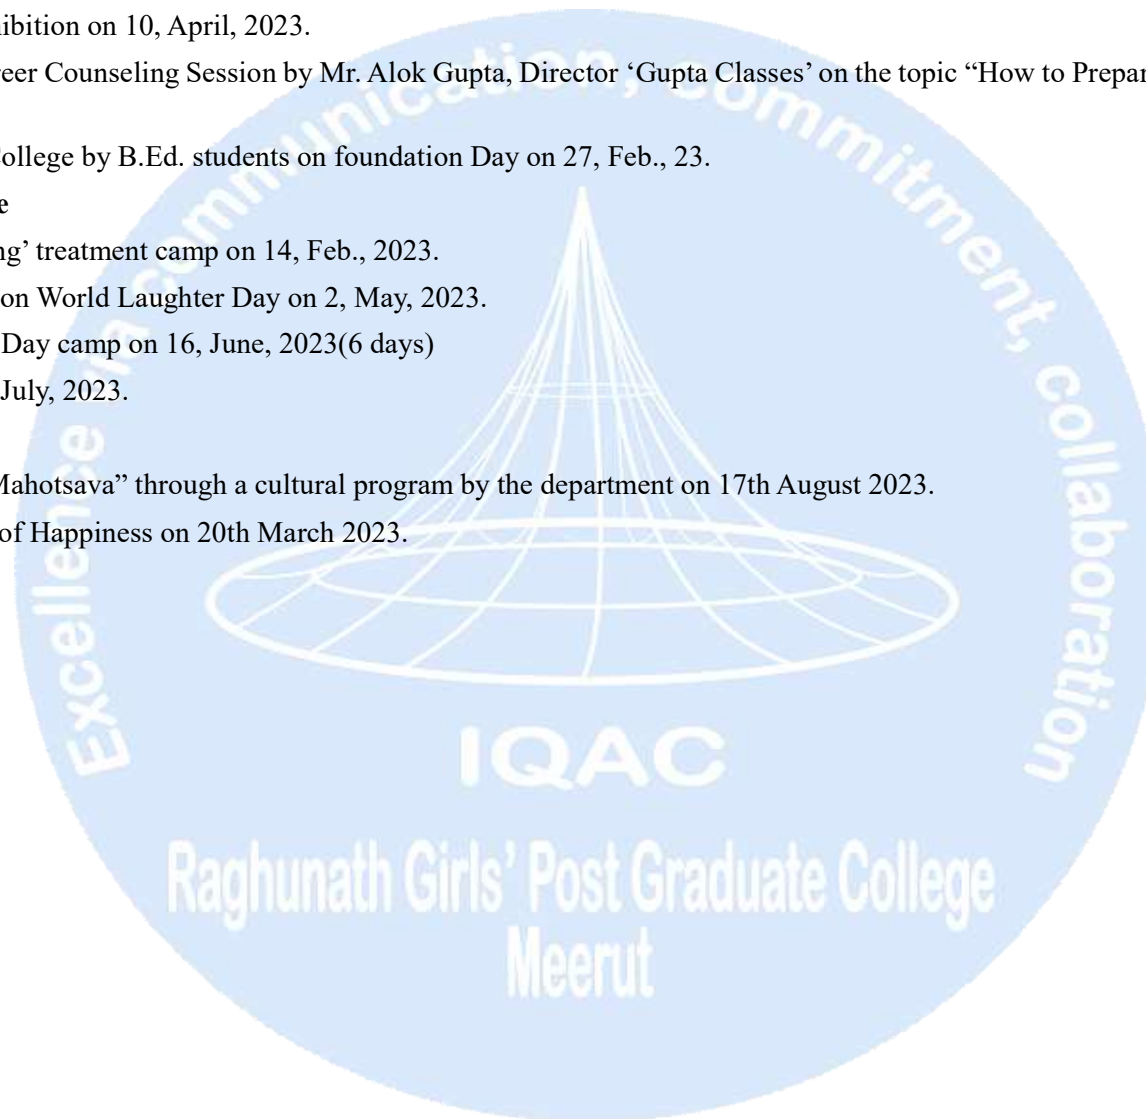 ibition on 10, April, 2023.
reer Counseling Session by Mr. Alok Gupta, Director ‘Gupta Classes’ on the topic “How to Prepar
College by B.Ed. students on foundation Day on 27, Feb., 23.
e
ng’ treatment camp on 14, Feb., 2023.
on World Laughter Day on 2, May, 2023.
Day camp on 16, June, 2023(6 days)
July, 2023.
Mahotsava” through a cultural program by the department on 17th August 2023.
of Happiness on 20th March 2023.
Excellence via communication, commitment, collaboration
IQAC
Raghunath Girls’ Post Graduate College
Meerut